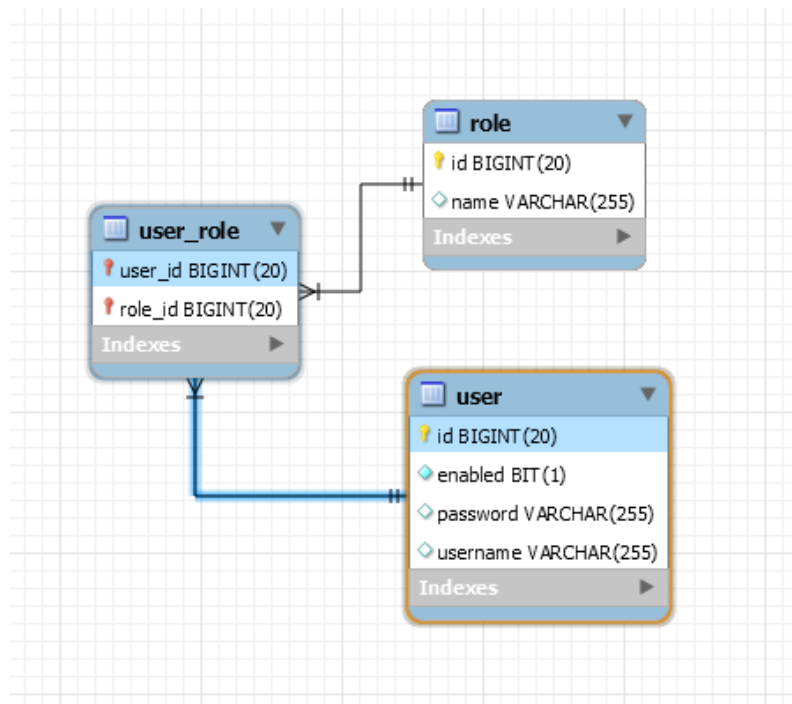 role
id BIGINT(20)
name VARCHAR(255)
Indexes
user_role
user_id BIGINT(20)
role_id BIGINT(20)
Indexes
user
id BIGINT(20)
enabled BIT(1)
password VARCHAR(255)
username VARCHAR(255)
Indexes